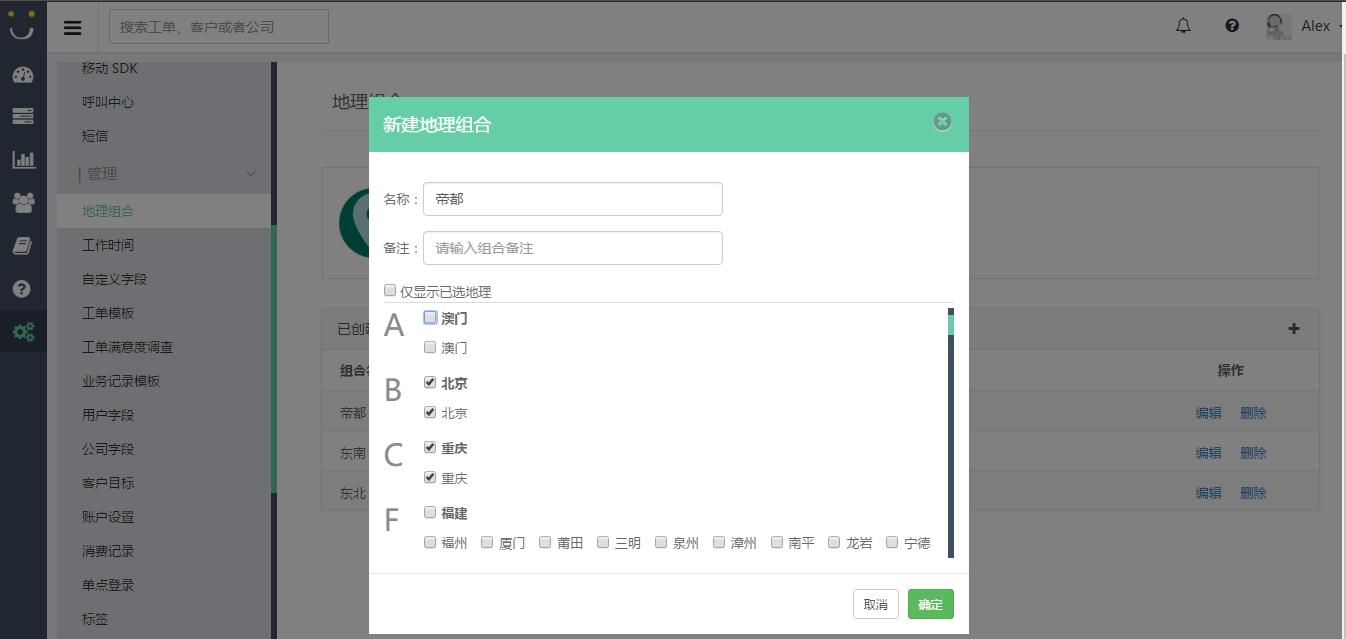 搜索工单、客户或者公司
Alex
移动 SDK
呼叫中心
短信
| 管理
地理组合
工作时间
自定义字段
工单模板
工单满意度调查
业务记录模板
用户字段
公司字段
客户目标
账户设置
消费记录
单点登录
标签
地理组合
新建地理组合
名称：帝都
备注：请输入组合备注
仅显示已选地理
A 澳门
澳门
B 北京
北京
C 重庆
重庆
F 福建
福州 厦门 莆田 三明 泉州 漳州 南平 龙岩 宁德
取消 确定
已创
组合 操作
帝都 编辑 删除
东南 编辑 删除
东北 编辑 删除